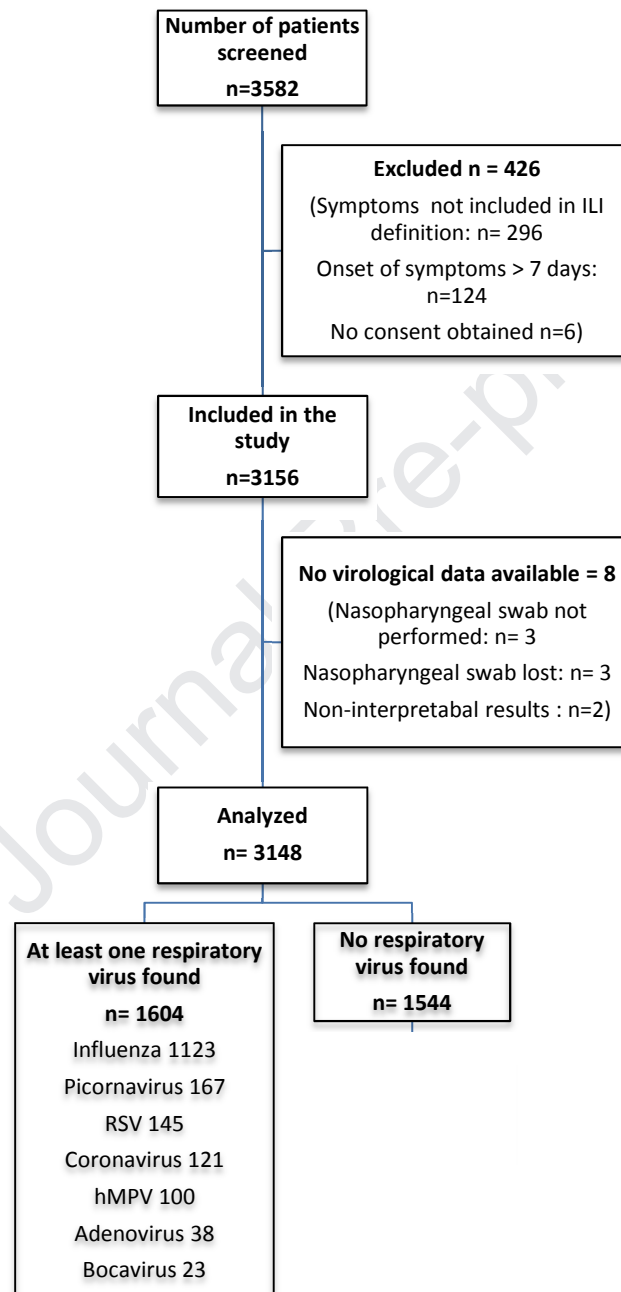 Number of patients
screened
n=3582
Excluded n = 426
(Symptoms not included in ILI
definition: n= 296
Onset of symptoms > 7 days:
n=124
No consent obtained n=6)
Included in the
study
n=3156
No virological data available = 8
(Nasopharyngeal swab not
performed: n= 3
Nasopharyngeal swab lost: n= 3
Non-interpretabal results : n=2)
Analyzed
n= 3148
At least one respiratory
virus found
n= 1604
Influenza 1123
Picornavirus 167
RSV 145
Coronavirus 121
hMPV 100
Adenovirus 38
Bocavirus 23
No respiratory
virus found
n= 1544
Journal Pre-p